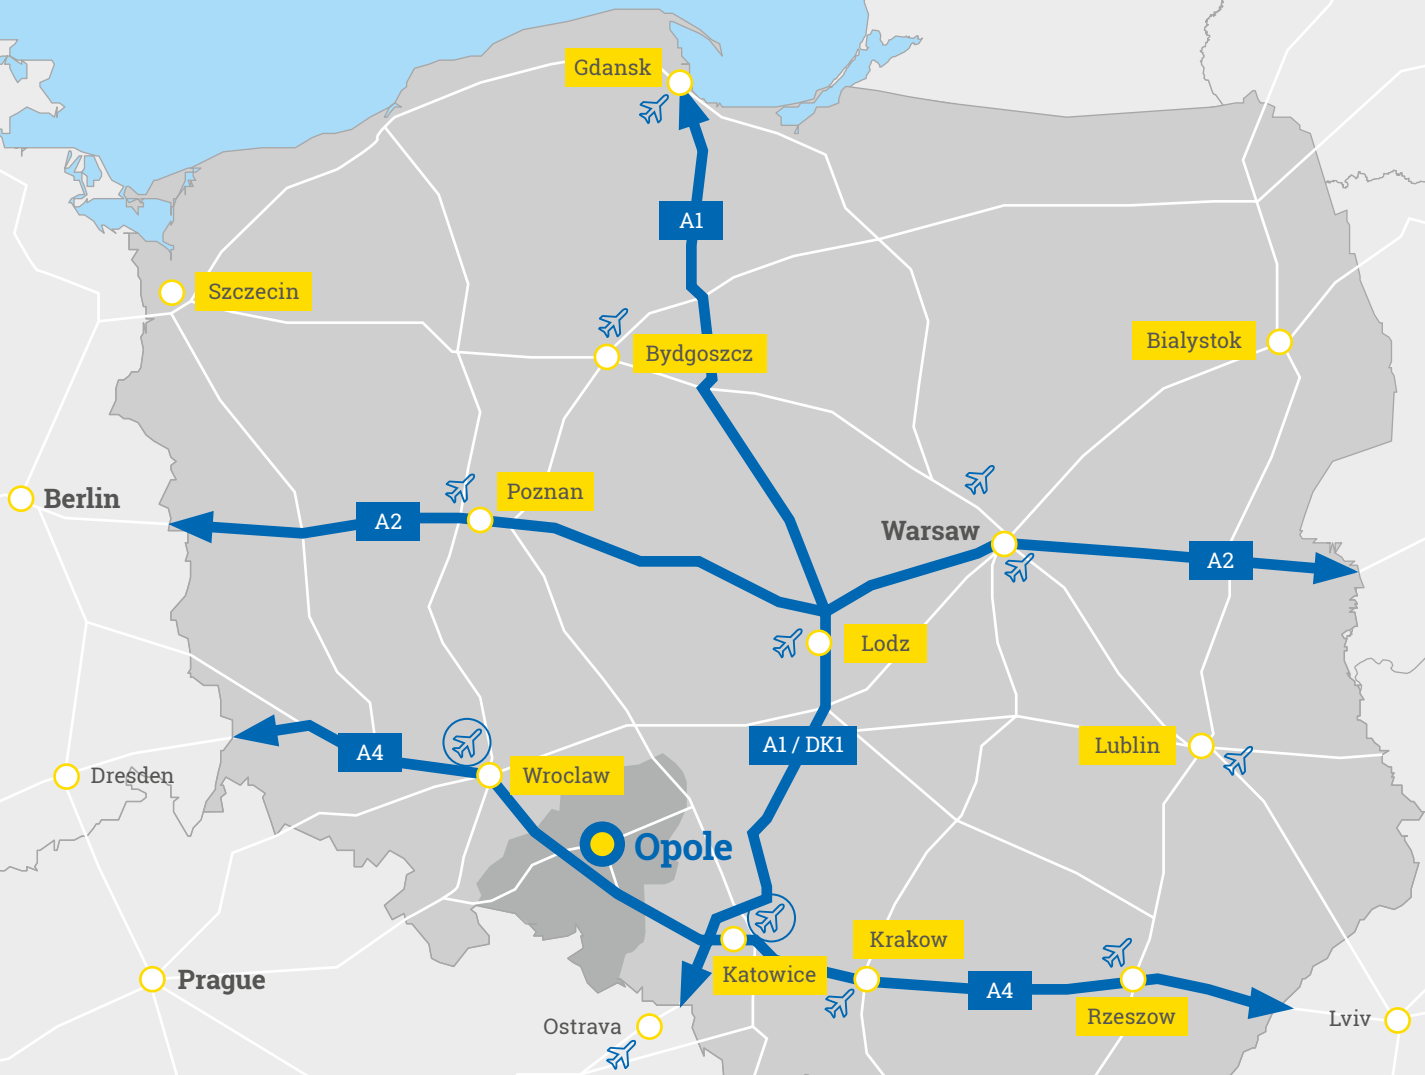 Gdansk
A1
Szczecin
Bydgoszcz
Bialystok
Poznan
Berlin
A2
Warsaw
A2
Lodz
A1 / DK1
Lublin
A4
Dresden
Wroclaw
Opole
Krakow
Katowice
Prague
A4
Rzeszow
Ostrava
Lviv